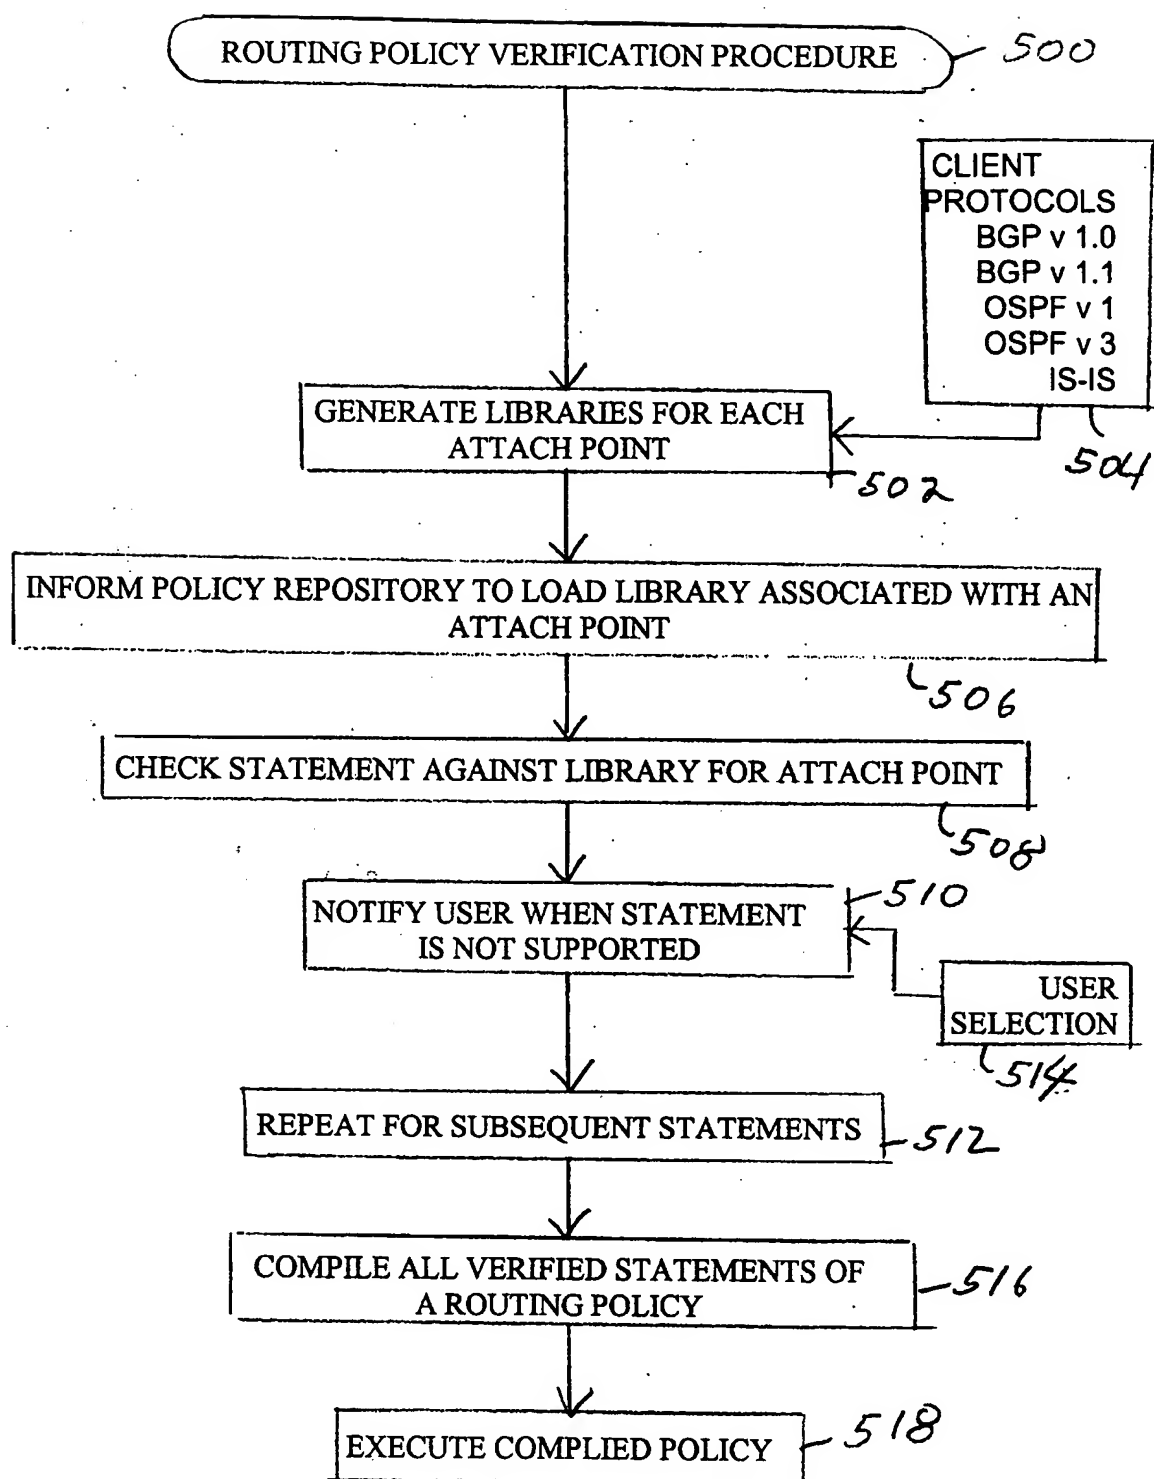 ROUTING POLICY VERIFICATION PROCEDURE
500
CLIENT
PROTOCOLS
BGP v 1.0
BGP v 1.1
OSPF v 1
OSPF v 3
IS-IS
504
GENERATE LIBRARIES FOR EACH
ATTACH POINT
502
INFORM POLICY REPOSITORY TO LOAD LIBRARY ASSOCIATED WITH AN
ATTACH POINT
506
CHECK STATEMENT AGAINST LIBRARY FOR ATTACH POINT
508
510
NOTIFY USER WHEN STATEMENT
IS NOT SUPPORTED
USER
SELECTION
514
REPEAT FOR SUBSEQUENT STATEMENTS
512
COMPILE ALL VERIFIED STATEMENTS OF
A ROUTING POLICY
516
EXECUTE COMPLIED POLICY
518